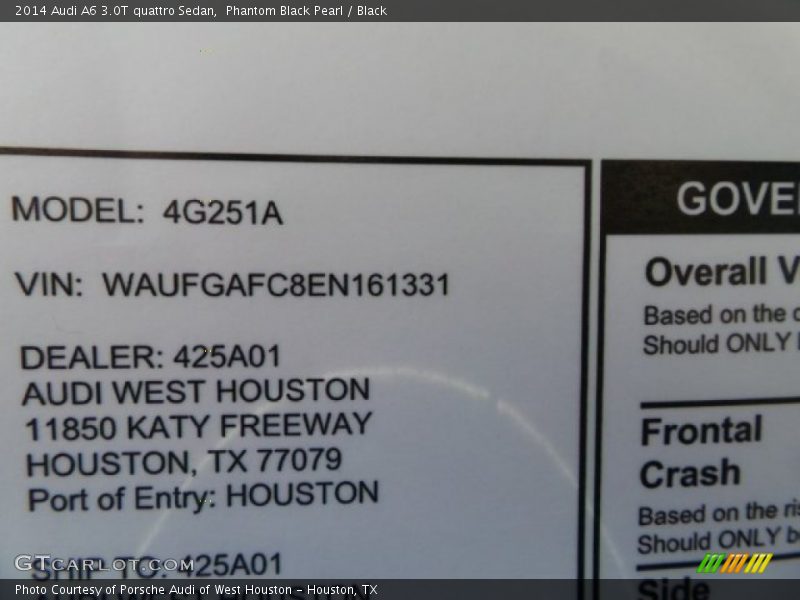 2014 Audi A6 3.0T quattro Sedan,  Phantom Black Pearl / Black
MODEL: 4G251A
VIN: WAUFGAFC8EN161331
DEALER: 425A01
AUDI WEST HOUSTON
11850 KATY FREEWAY
HOUSTON, TX 77079
Port of Entry: HOUSTON
SHIP TO: 425A01
GOVE
Overall V
Based on the
Should ONLY
Frontal
Crash
Based on the ris
Should ONLY b
Side
GTcarlot.com
Photo Courtesy of Porsche Audi of West Houston - Houston, TX